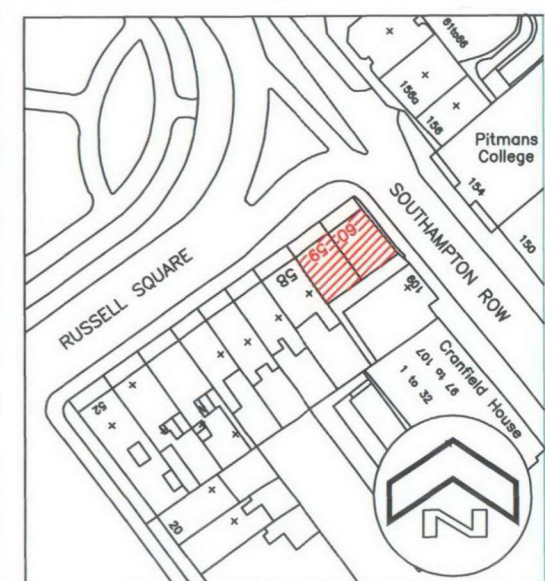 61to66
156a
156
Pitmans
College
154
150
SOUTHAMPTON ROW
60
59
58
RUSSELL SQUARE
109
Cranfield House
97 to 107
1 to 32
52
20
N